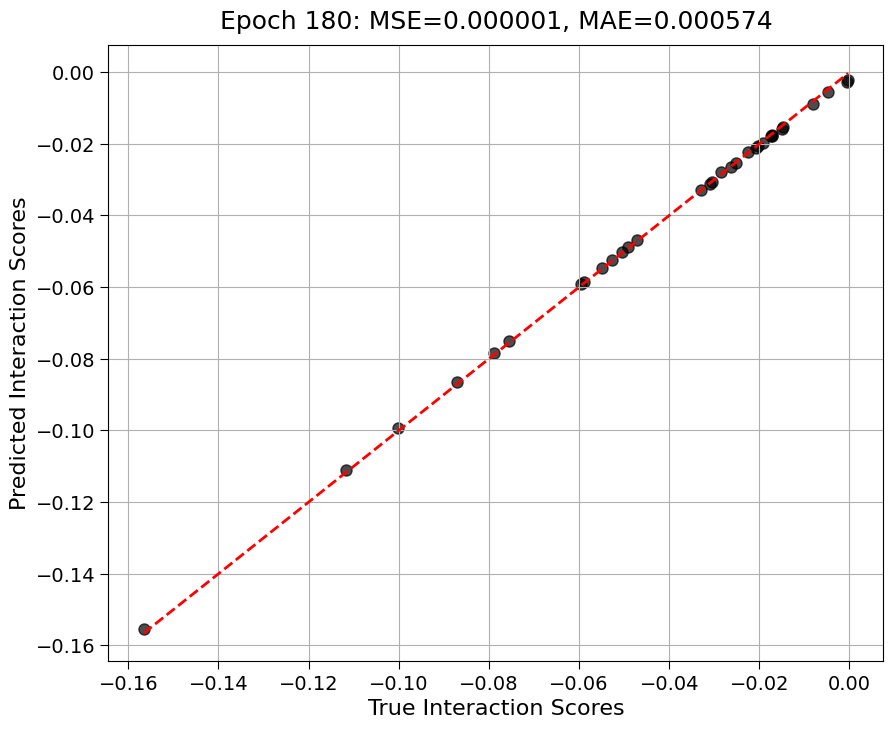 Epoch 180: MSE=0.000001, MAE=0.000574
Predicted Interaction Scores
0.00
−0.02
−0.04
−0.06
−0.08
−0.10
−0.12
−0.14
−0.16
−0.16 −0.14 −0.12 −0.10 −0.08 −0.06 −0.04 −0.02 0.00
True Interaction Scores